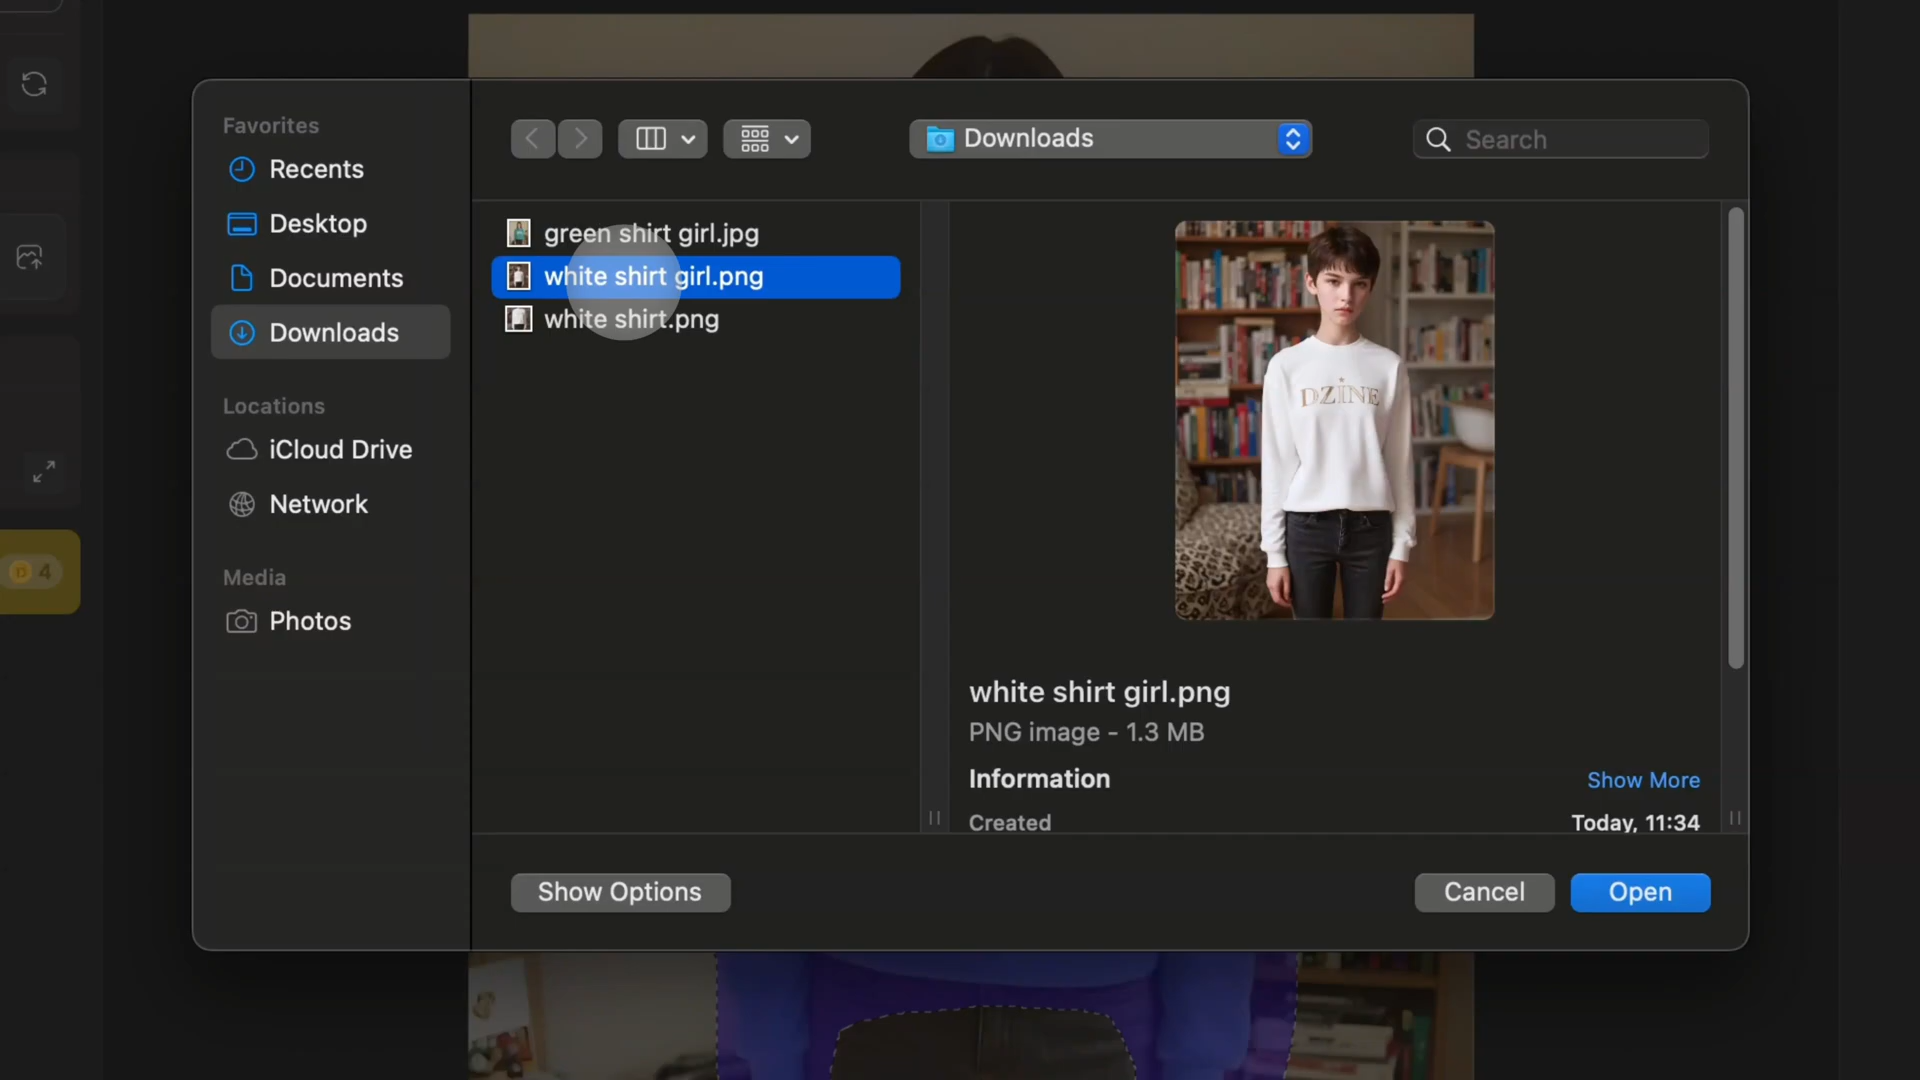 Favorites
Recents
Desktop
Documents
Downloads
Locations
iCloud Drive
Network
Media
Photos
Downloads
Search
green shirt girl.jpg
white shirt girl.png
white shirt.png
DZINE
white shirt girl.png
PNG image - 1.3 MB
Information
Show More
Created
Today, 11:34
Show Options
Cancel
Open
4